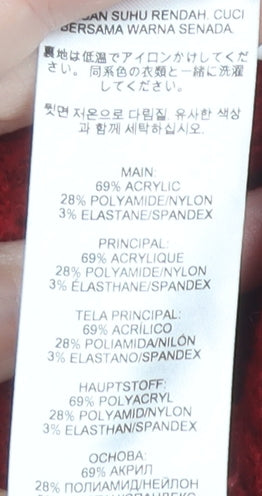 SUHU RENDAH. CUCI
BERSAMA WARNA SENADA.
裏地は低温でアイロンかけしてくだ
さい。同系色の衣類と一緒に洗濯
してください。
뒷면 저온으로 다림질. 유사한 색상
과 함께 세탁하십시오.
MAIN:
69% ACRYLIC
28% POLYAMIDE/NYLON
3% ELASTANE/SPANDEX
PRINCIPAL:
69% ACRYLIQUE
28% POLYAMIDE/NYLON
3% ÉLASTHANE/SPANDEX
TELA PRINCIPAL:
69% ACRÍLICO
28% POLIAMIDA/NILÓN
3% ELASTANO/SPANDEX
HAUPTSTOFF:
69% POLYACRYL
28% POLYAMID/NYLON
3% ELASTHAN/SPANDEX
ОСНОВА:
69% АКРИЛ
28% ПОЛИАМИД/НЕЙЛОН